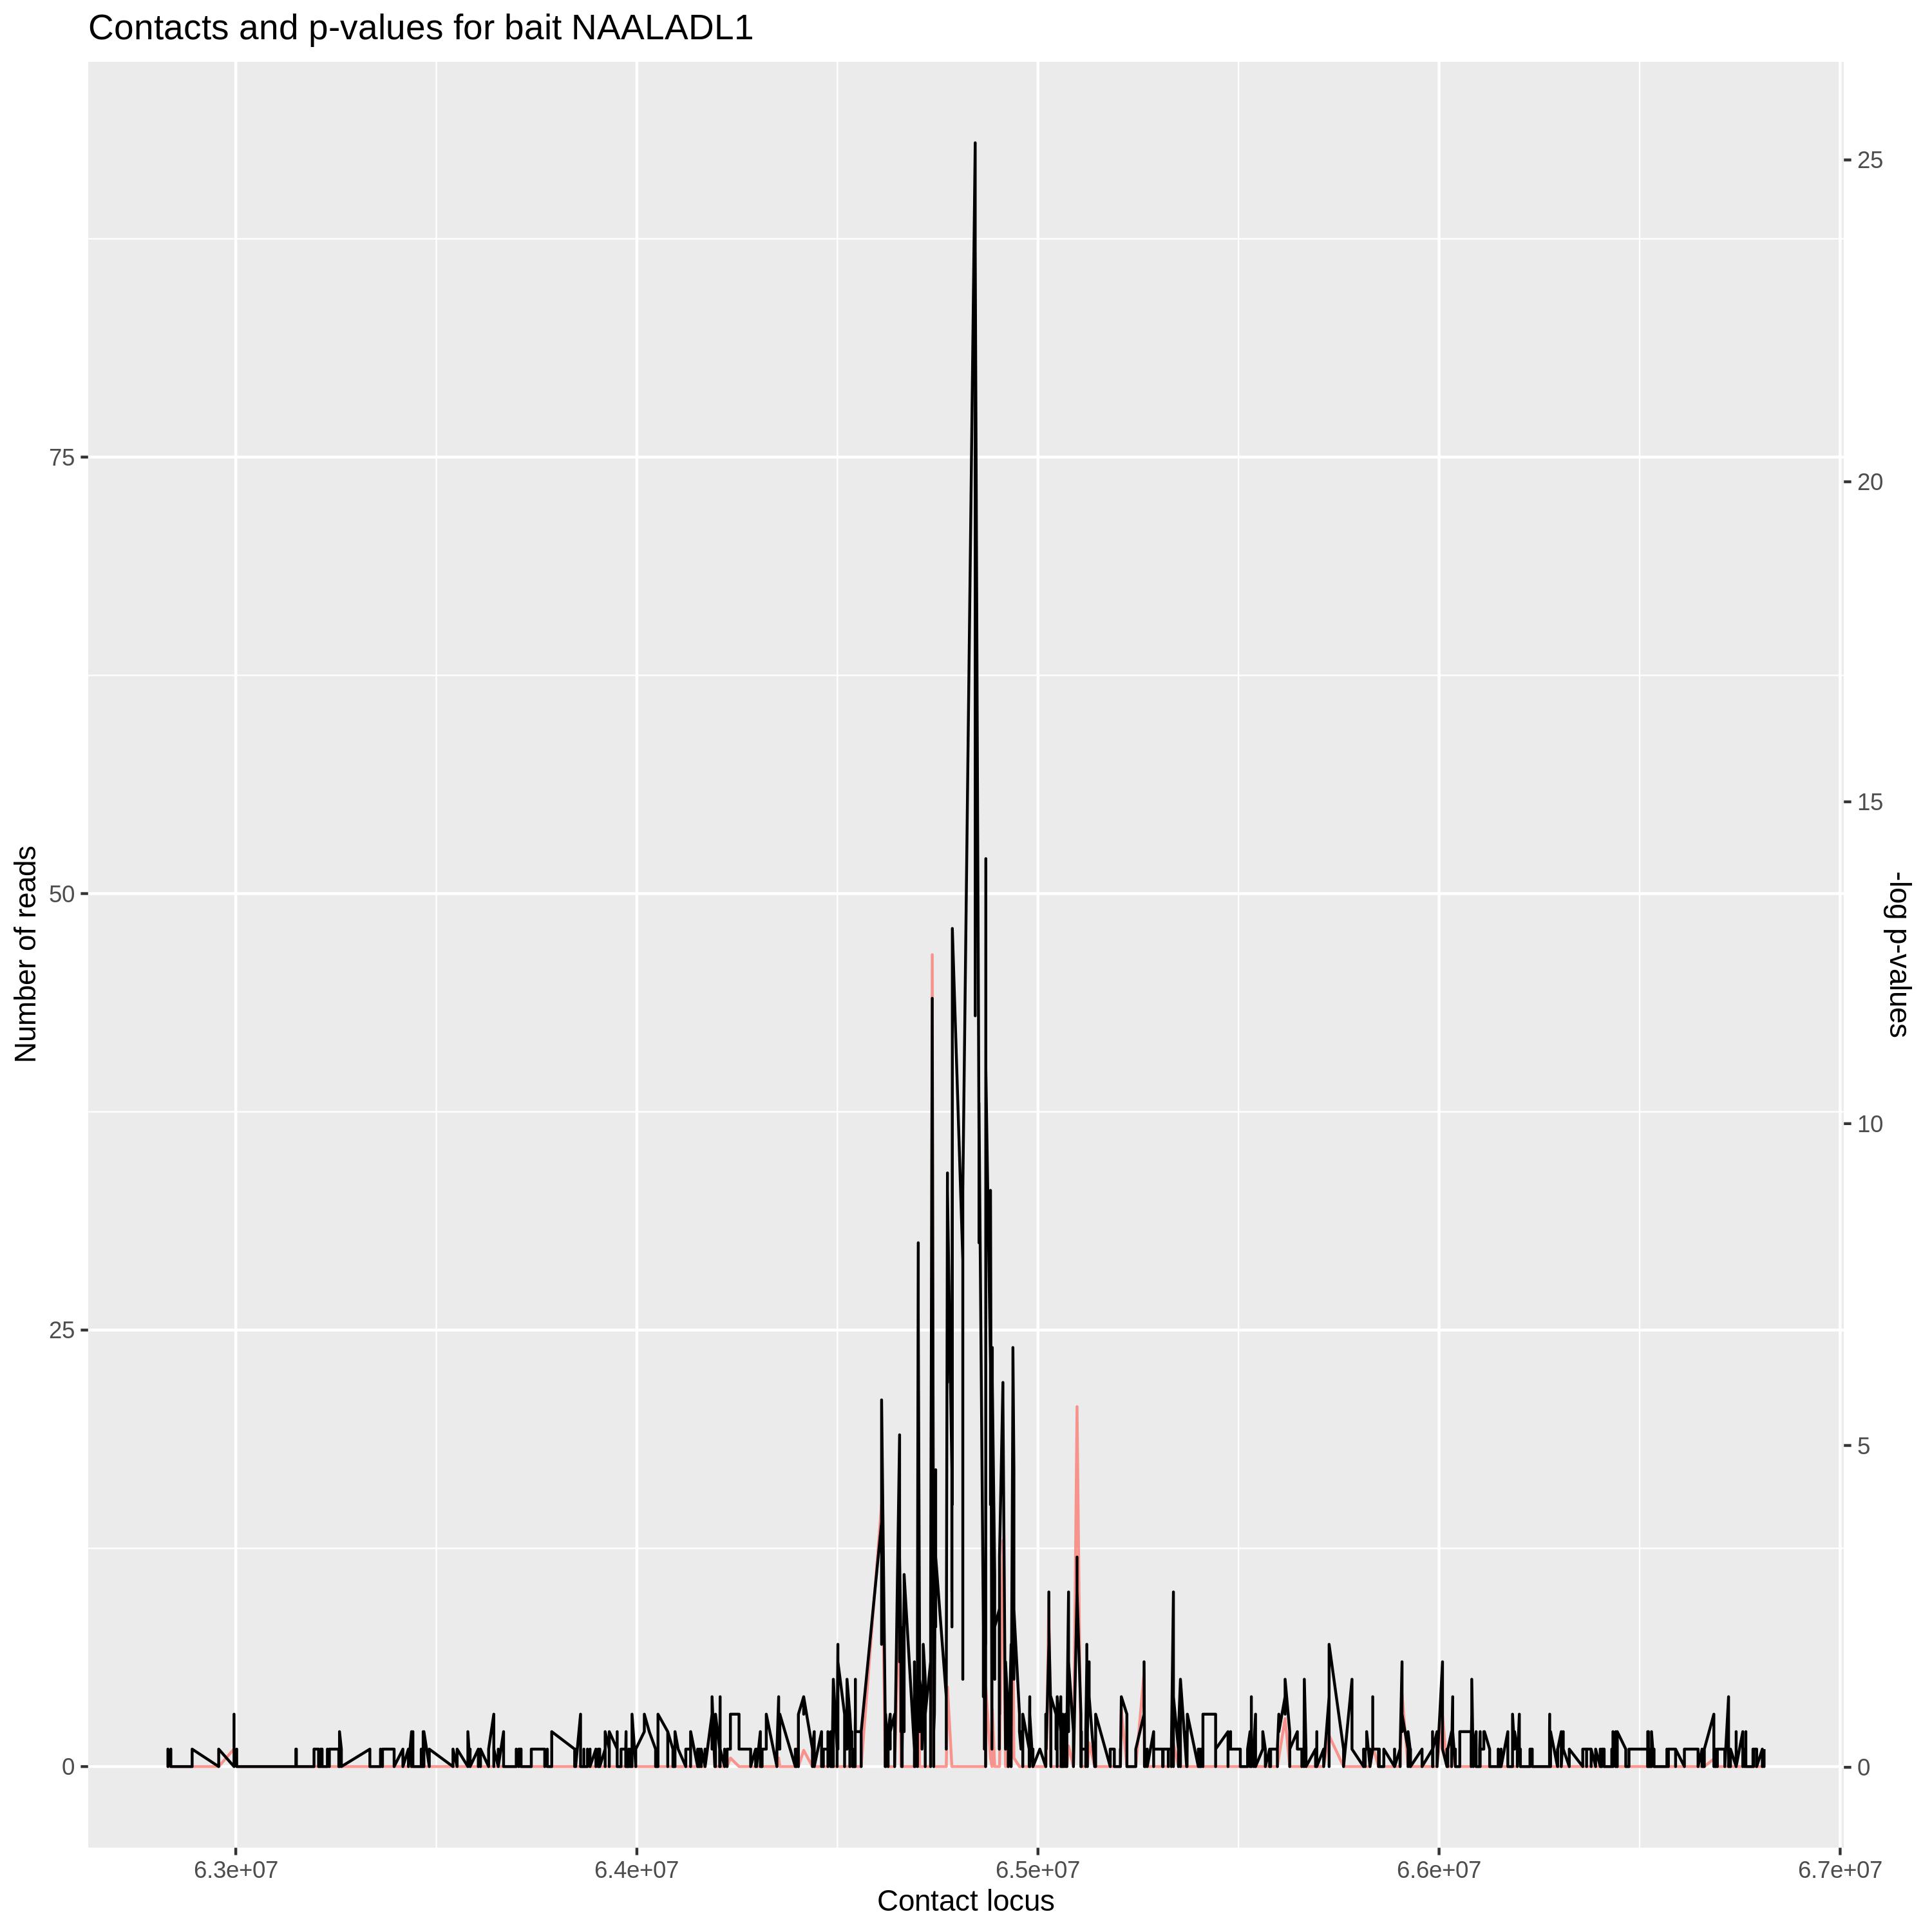 Contacts and p-values for bait NAALADL1
Number of reads
75
50
25
0
25
20
15
10
5
0
-log p-values
6.3e+07
6.4e+07
6.5e+07
6.6e+07
6.7e+07
Contact locus